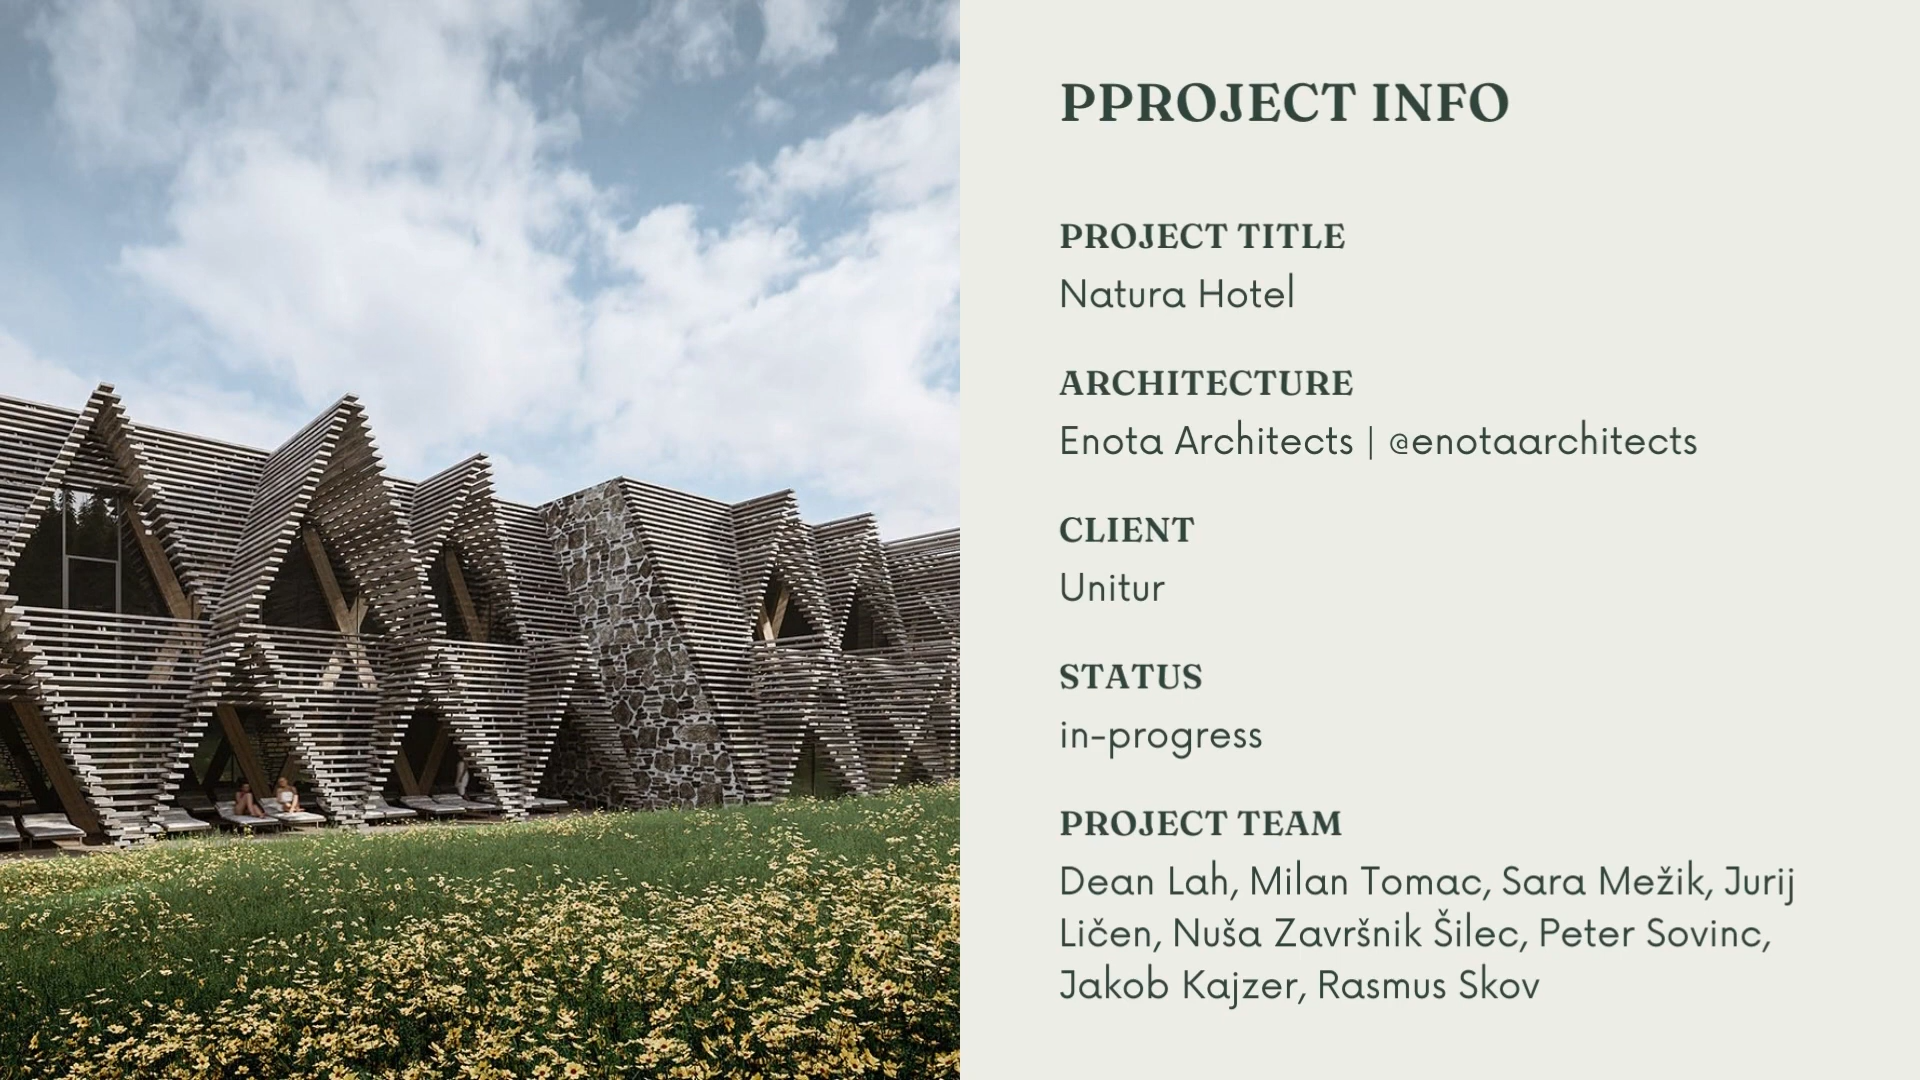 PPROJECT INFO
PROJECT TITLE
Natura Hotel
ARCHITECTURE
Enota Architects | @enotaarchitects
CLIENT
Unitur
STATUS
in-progress
PROJECT TEAM
Dean Lah, Milan Tomac, Sara Mežik, Jurij
Ličen, Nuša Završnik Šilec, Peter Sovinc,
Jakob Kajzer, Rasmus Skov